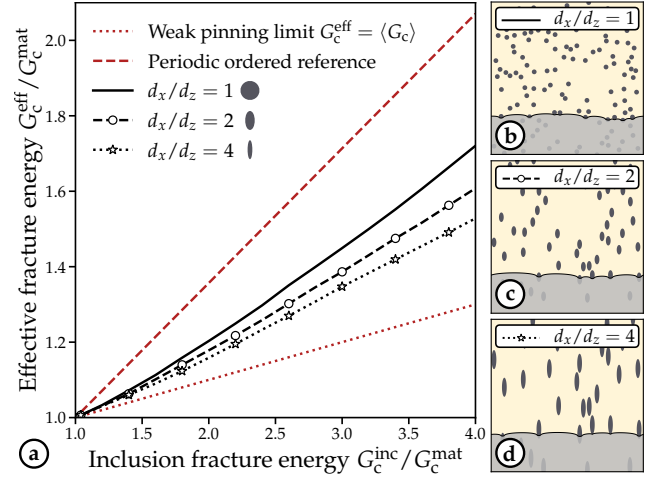 Effective fracture energy G_c^eff/G_c^mat
2.0
1.8
1.6
1.4
1.2
1.0
Weak pinning limit G_c^eff = ⟨G_c⟩
Periodic ordered reference
d_x/d_z = 1
d_x/d_z = 2
d_x/d_z = 4
1.0 1.5 2.0 2.5 3.0 3.5 4.0
Inclusion fracture energy G_c^inc/G_c^mat
a
d_x/d_z = 1
b
d_x/d_z = 2
c
d_x/d_z = 4
d